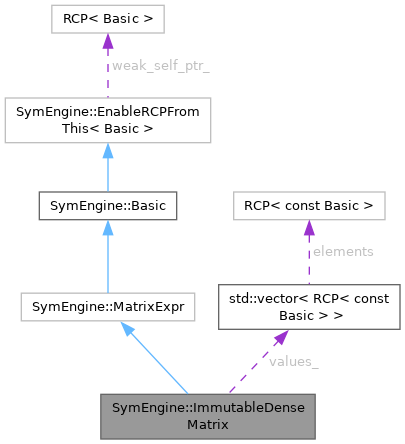 RCP< Basic >
weak_self_ptr_
SymEngine::EnableRCPFrom
This< Basic >
SymEngine::Basic
RCP< const Basic >
elements
SymEngine::MatrixExpr
std::vector< RCP< const
Basic > >
values_
SymEngine::ImmutableDense
Matrix